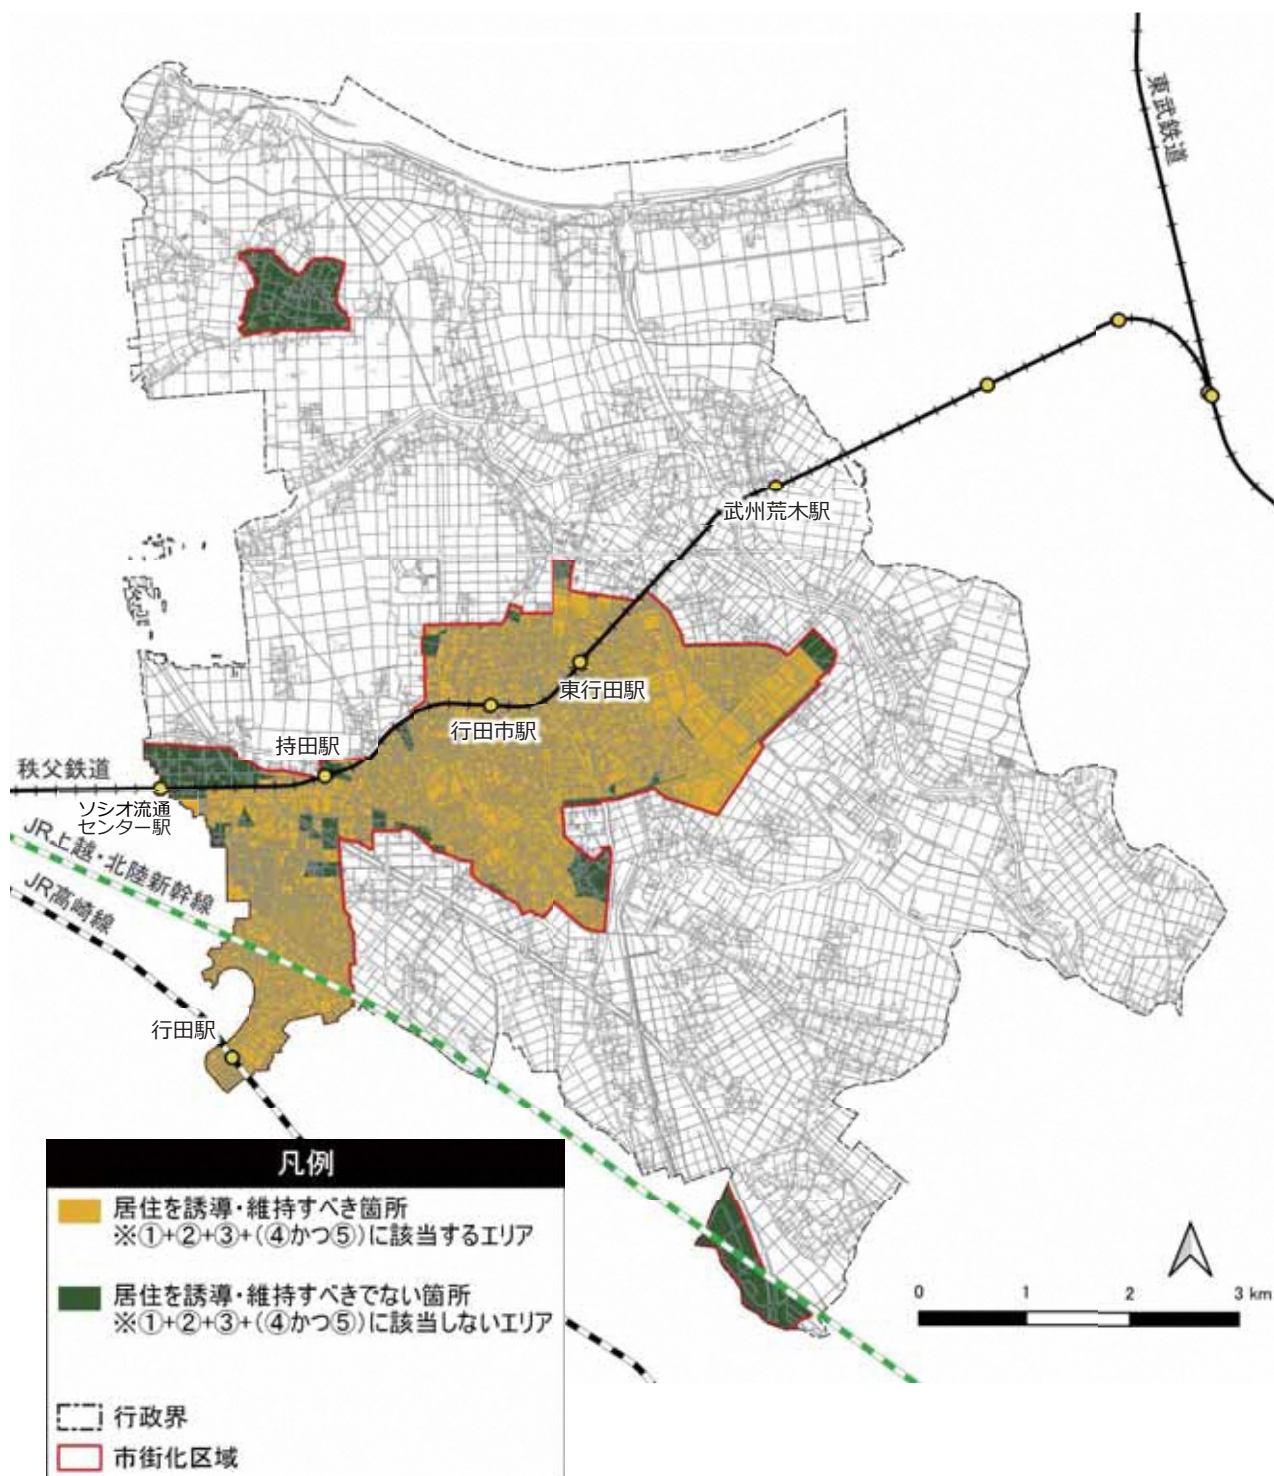 東武鉄道
武州荒木駅
東行田駅
行田市駅
持田駅
秩父鉄道
ソシオ流通
センター駅
JR上越・北陸新幹線
JR高崎線
行田駅
凡例
居住を誘導・維持すべき箇所
※①+②+③+(④かつ⑤)に該当するエリア
居住を誘導・維持すべきでない箇所
※①+②+③+(④かつ⑤)に該当しないエリア
行政界
市街化区域
0 1 2 3 km